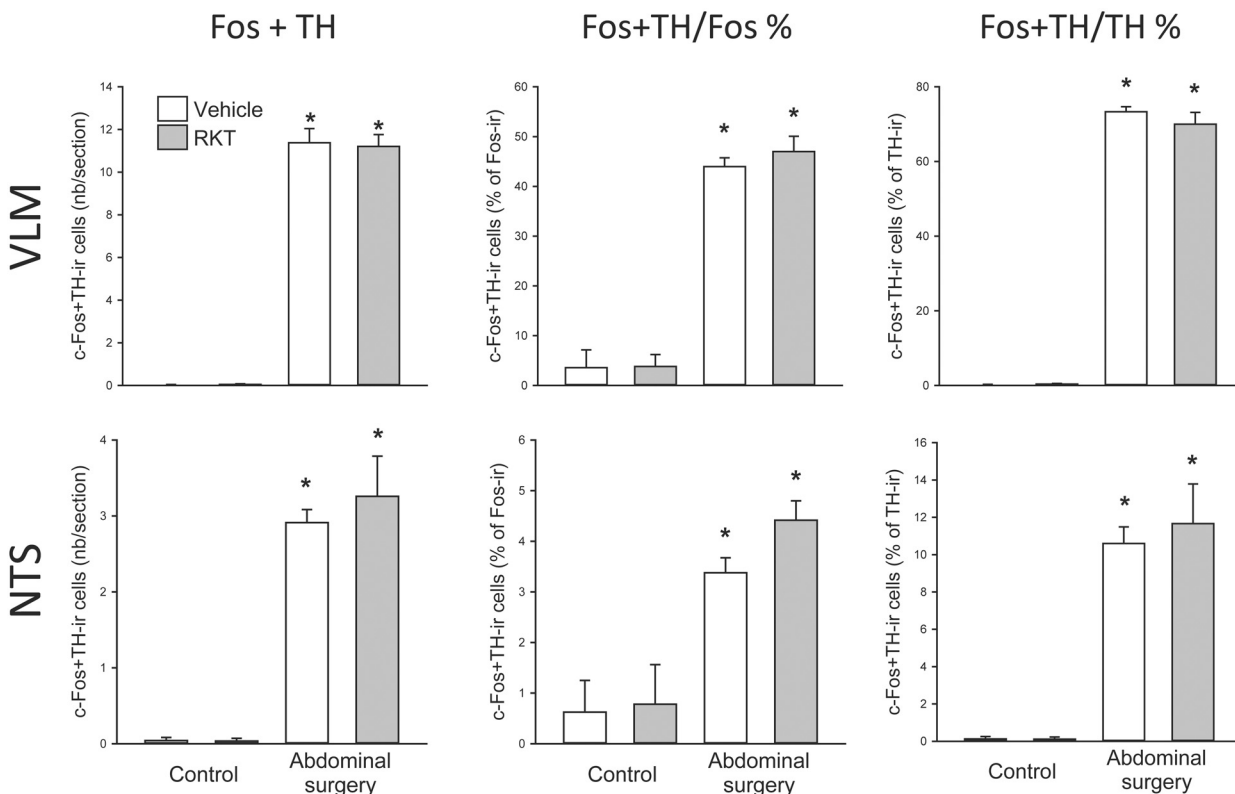 Fos + TH
Fos+TH/Fos %
Fos+TH/TH %
VLM
c-Fos+TH-ir cells (nb/section)
14
12
10
8
6
4
2
0
Vehicle
RKT
*
*
c-Fos+TH-ir cells (% of Fos-ir)
60
50
40
30
20
10
0
*
*
c-Fos+TH-ir cells (% of TH-ir)
80
60
40
20
0
*
*
NTS
c-Fos+TH-ir cells (nb/section)
4
3
2
1
0
*
*
Control
Abdominal
surgery
c-Fos+TH-ir cells (% of Fos-ir)
6
5
4
3
2
1
0
*
*
Control
Abdominal
surgery
c-Fos+TH-ir cells (% of TH-ir)
16
14
12
10
8
6
4
2
0
*
*
Control
Abdominal
surgery